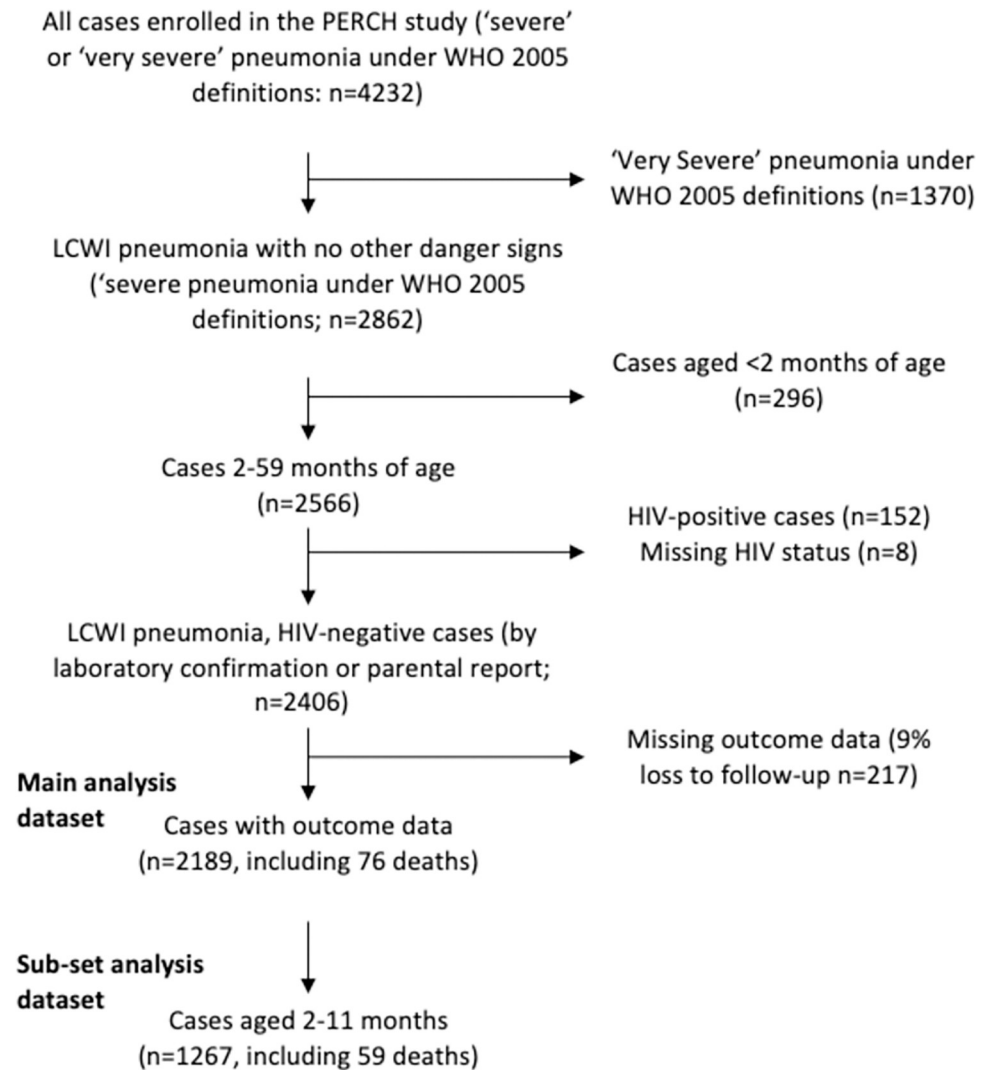 All cases enrolled in the PERCH study (‘severe’
or ‘very severe’ pneumonia under WHO 2005
definitions: n=4232)
‘Very Severe’ pneumonia under
WHO 2005 definitions (n=1370)
LCWI pneumonia with no other danger signs
(‘severe pneumonia under WHO 2005
definitions; n=2862)
Cases aged <2 months of age
(n=296)
Cases 2-59 months of age
(n=2566)
HIV-positive cases (n=152)
Missing HIV status (n=8)
LCWI pneumonia, HIV-negative cases (by
laboratory confirmation or parental report;
n=2406)
Missing outcome data (9%
loss to follow-up n=217)
Main analysis
dataset
Cases with outcome data
(n=2189, including 76 deaths)
Sub-set analysis
dataset
Cases aged 2-11 months
(n=1267, including 59 deaths)